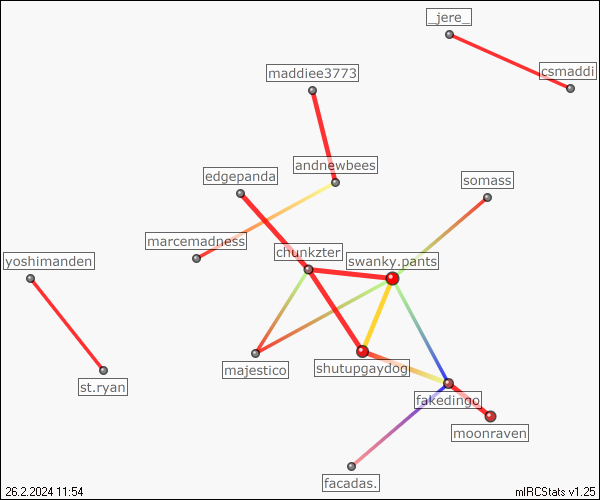 _jere_
csmaddi
maddiee3773
andnewbees
edgepanda
somass
marcemadness
chunkzter
yoshimanden
swanky.pants
majestico
shutupgaydog
st.ryan
fakedingo
moonraven
facadas.
26.2.2024 11:54
mIRCStats v1.25